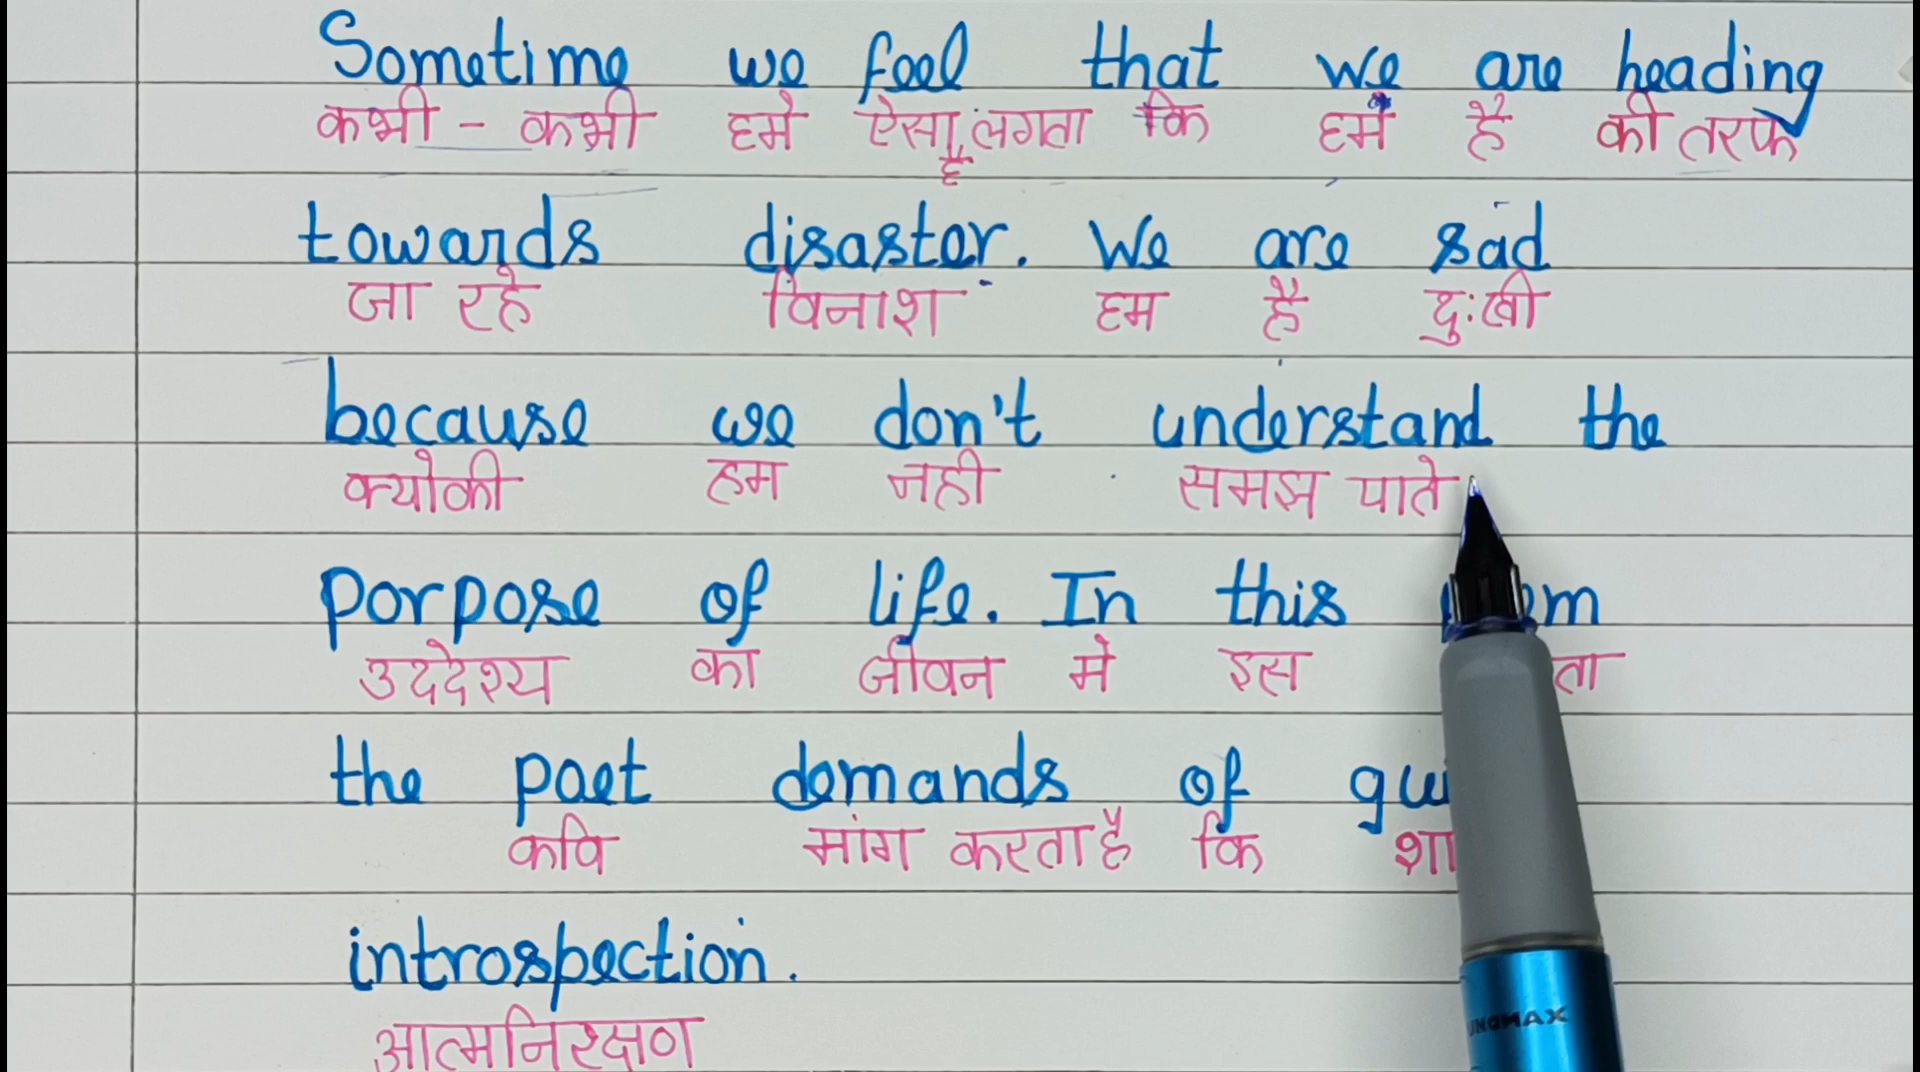 Sometime we feel that we are heading
कभी - कभी हमे ऐसा लगता है कि हमें है की तरफ
towards disaster. We are sad
जा रहे विनाश हम है दुःखी
because we don't understand the
क्योकी हम नही समझ पाते
porpose of life. In this
उददेश्य का जीवन मे इस
the poet demands of
कवि मांग करता है कि
introspection.
आत्मनिरक्षण